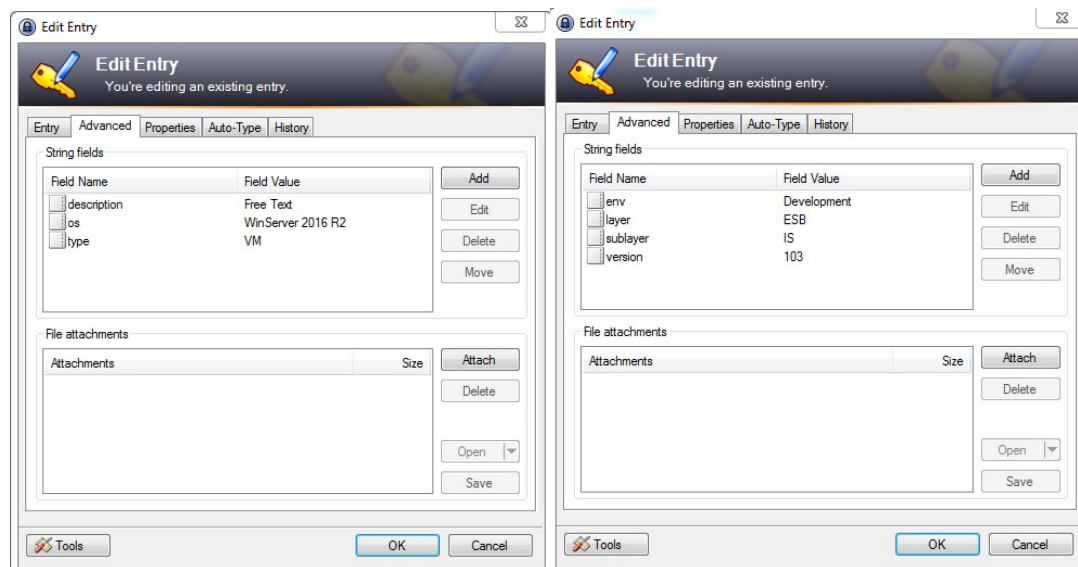 Edit Entry
Edit Entry
You're editing an existing entry.
Entry Advanced Properties Auto-Type History
String fields
Field Name Field Value
description Free Text
os WinServer 2016 R2
type VM
Add
Edit
Delete
Move
File attachments
Attachments Size
Attach
Delete
Open
Save
Tools OK Cancel
Edit Entry
Edit Entry
You're editing an existing entry.
Entry Advanced Properties Auto-Type History
String fields
Field Name Field Value
env Development
layer ESB
sublayer IS
version 103
Add
Edit
Delete
Move
File attachments
Attachments Size
Attach
Delete
Open
Save
Tools OK Cancel